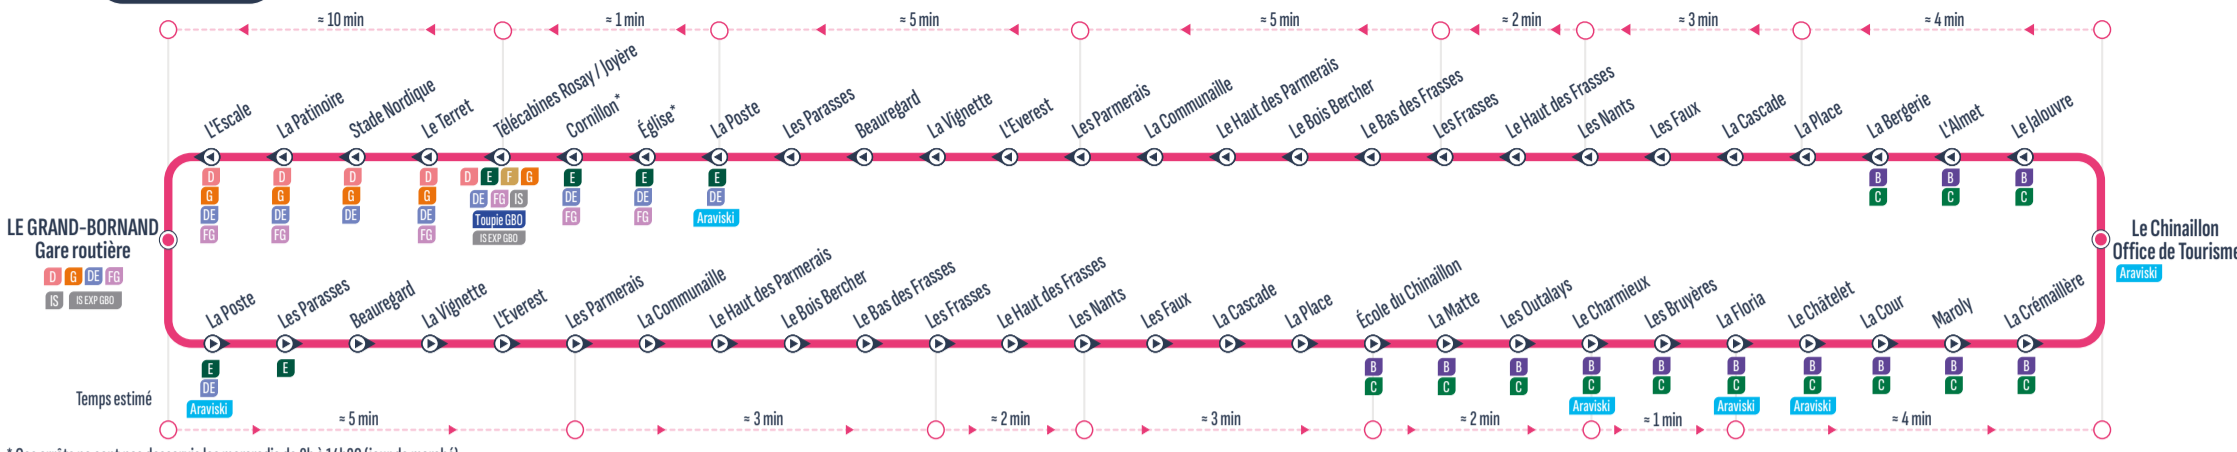 ≈ 10 min
≈ 1 min
≈ 5 min
≈ 5 min
≈ 2 min
≈ 3 min
≈ 4 min
L'Escale
La Patinoire
Stade Nordique
Le Terret
Télécabines Rosay / Joyère
Cornillon*
Église*
La Poste
Les Parasses
Beauregard
La Vignette
L'Everest
Les Parmerais
La Communaille
Le Haut des Parmerais
Le Bois Bercher
Le Bas des Frasses
Les Frasses
Le Haut des Frasses
Les Nants
Les Faux
La Cascade
La Place
La Bergerie
L'Almet
Le Jalouvre
D D D D D E F G E E E B B B
G G G G DE FG IS DE DE DE C C C
DE DE DE DE Toupie GBO FG FG Araviski
FG FG FG IS EXP GBO
LE GRAND-BORNAND
Gare routière
D G DE FG
IS IS EXP GBO
Le Chinaillon
Office de Tourisme
Araviski
La Poste
Les Parasses
Beauregard
La Vignette
L'Everest
Les Parmerais
La Communaille
Le Haut des Parmerais
Le Bois Bercher
Le Bas des Frasses
Les Frasses
Le Haut des Frasses
Les Nants
Les Faux
La Cascade
La Place
École du Chinaillon
La Matte
Les Outalays
Le Charmieux
Les Bruyères
La Floria
Le Châtelet
La Cour
Maroly
La Crémaillère
E E B B B B B B B B B B
DE C C C C C C C C C C
Araviski Araviski Araviski Araviski
Temps estimé
≈ 5 min
≈ 3 min
≈ 2 min
≈ 3 min
≈ 2 min
≈ 1 min
≈ 4 min